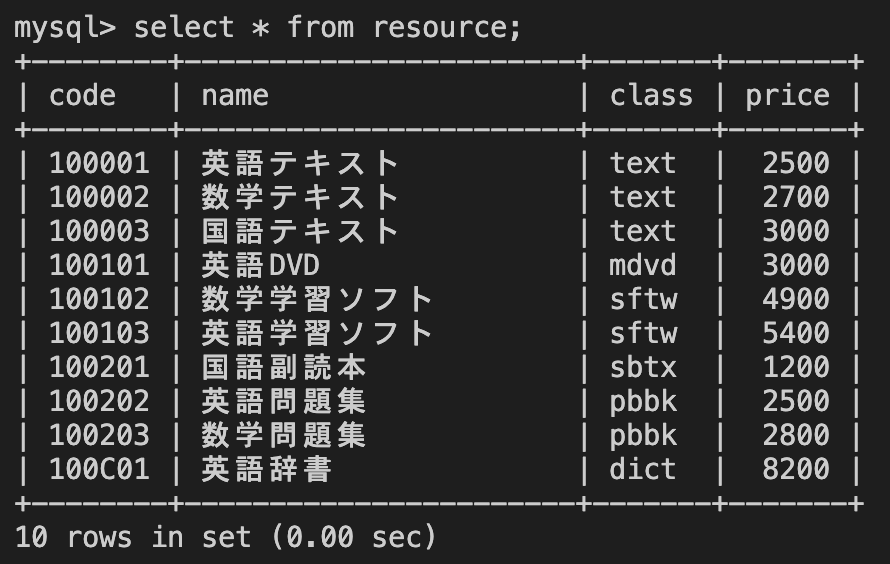 mysql> select * from resource;
+--------+------------------------+-------+-------+
| code   | name                   | class | price |
+--------+------------------------+-------+-------+
| 100001 | 英語テキスト | text | 2500 |
| 100002 | 数学テキスト | text | 2700 |
| 100003 | 国語テキスト | text | 3000 |
| 100101 | 英語DVD | mdvd | 3000 |
| 100102 | 数学学習ソフト | sftw | 4900 |
| 100103 | 英語学習ソフト | sftw | 5400 |
| 100201 | 国語副読本 | sbtx | 1200 |
| 100202 | 英語問題集 | pbbk | 2500 |
| 100203 | 数学問題集 | pbbk | 2800 |
| 100C01 | 英語辞書 | dict | 8200 |
+--------+------------------------+-------+-------+
10 rows in set (0.00 sec)